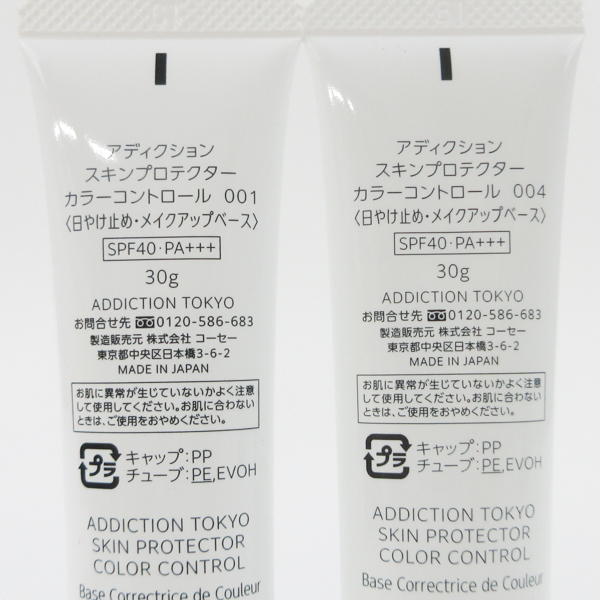 アディクション
スキンプロテクター
カラーコントロール 001
〈日やけ止め・メイクアップベース〉
SPF40・PA+++
30g
ADDICTION TOKYO
お問合せ先 0120-586-683
製造販売元 株式会社 コーセー
東京都中央区日本橋3-6-2
MADE IN JAPAN
お肌に異常が生じていないかよく注意
して使用してください。お肌に合わない
ときは、ご使用をおやめください。
プラ
キャップ:PP
チューブ:PE,EVOH
ADDICTION TOKYO
SKIN PROTECTOR
COLOR CONTROL
Base Correctrice de Couleur
アディクション
スキンプロテクター
カラーコントロール 004
〈日やけ止め・メイクアップベース〉
SPF40・PA+++
30g
ADDICTION TOKYO
お問合せ先 0120-586-683
製造販売元 株式会社 コーセー
東京都中央区日本橋3-6-2
MADE IN JAPAN
お肌に異常が生じていないかよく注意
して使用してください。お肌に合わない
ときは、ご使用をおやめください。
プラ
キャップ:PP
チューブ:PE,EVOH
ADDICTION TOKYO
SKIN PROTECTOR
COLOR CONTROL
Base Correctrice de Couleur